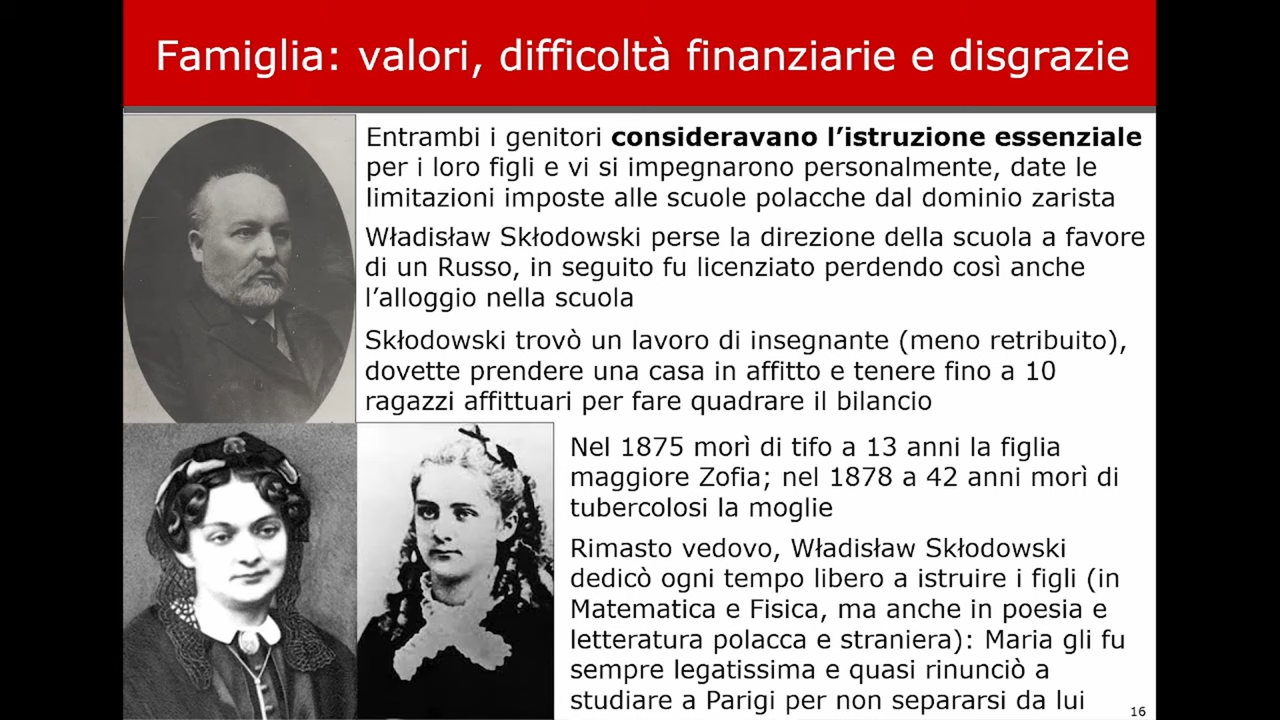 Famiglia: valori, difficoltà finanziarie e disgrazie
Entrambi i genitori consideravano l’istruzione essenziale
per i loro figli e vi si impegnarono personalmente, date le
limitazioni imposte alle scuole polacche dal dominio zarista
Władisław Skłodowski perse la direzione della scuola a favore
di un Russo, in seguito fu licenziato perdendo così anche
l’alloggio nella scuola
Skłodowski trovò un lavoro di insegnante (meno retribuito),
dovette prendere una casa in affitto e tenere fino a 10
ragazzi affittuari per fare quadrare il bilancio
Nel 1875 morì di tifo a 13 anni la figlia
maggiore Zofia; nel 1878 a 42 anni morì di
tubercolosi la moglie
Rimasto vedovo, Władisław Skłodowski
dedicò ogni tempo libero a istruire i figli (in
Matematica e Fisica, ma anche in poesia e
letteratura polacca e straniera): Maria gli fu
sempre legatissima e quasi rinunciò a
studiare a Parigi per non separarsi da lui
16